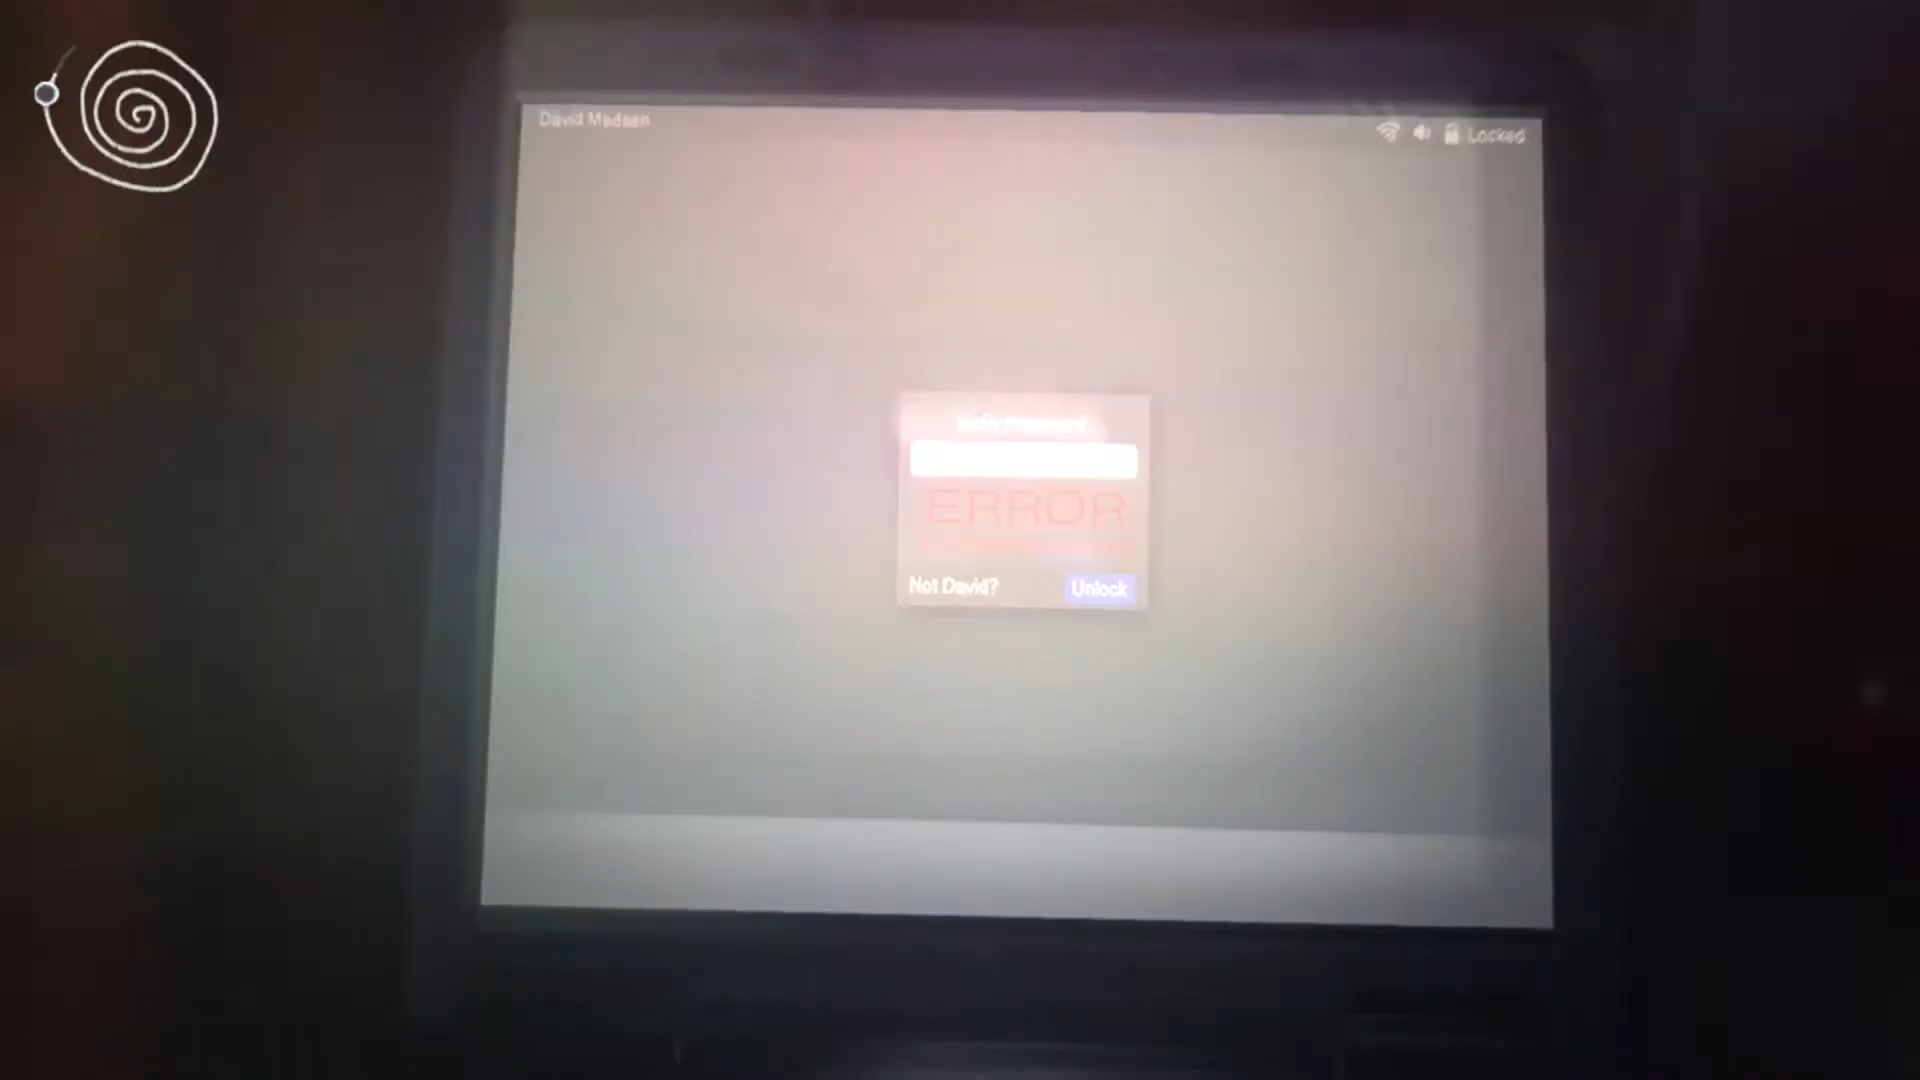 David Madsen
Locked
ERROR
Not David?
Unlock